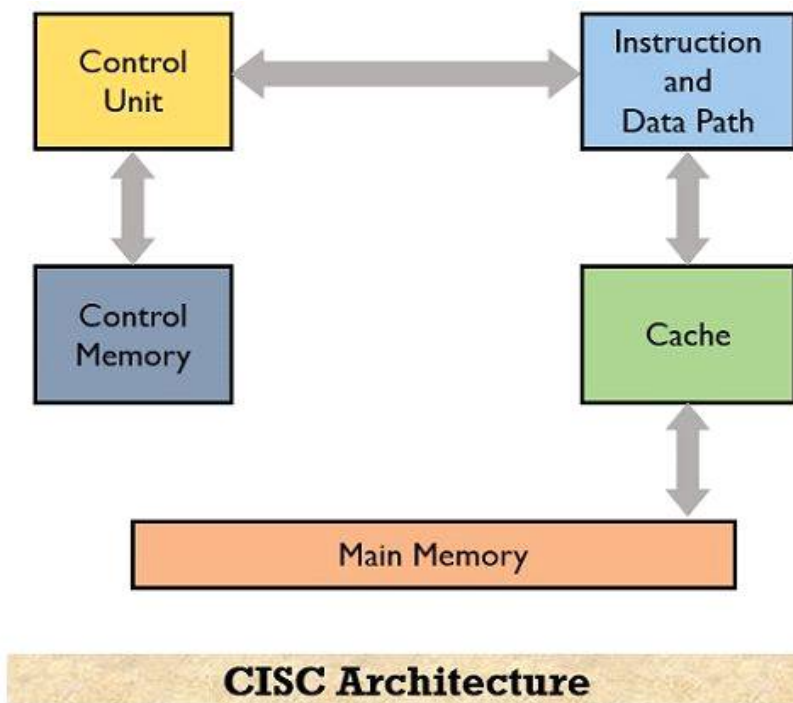 Control
Unit
Instruction
and
Data Path
Control
Memory
Cache
Main Memory
CISC Architecture